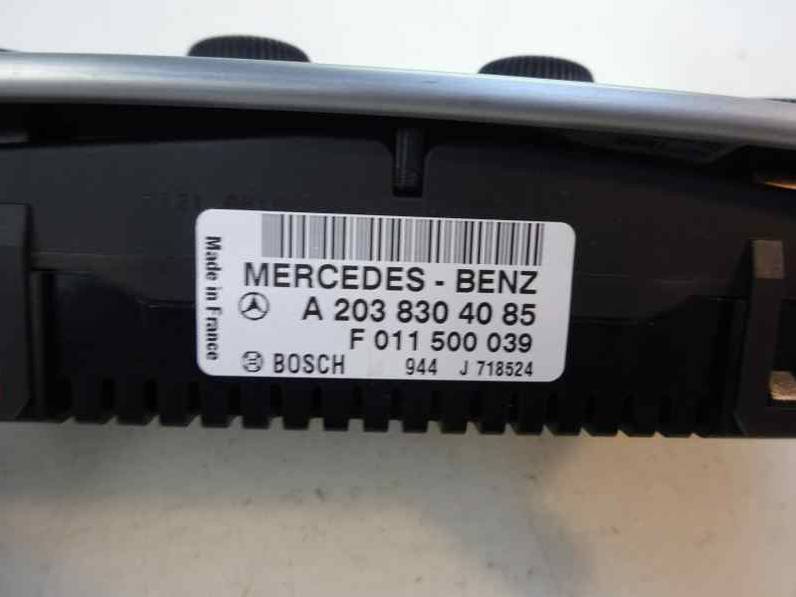 Made in France
MERCEDES - BENZ
A 203 830 40 85
F 011 500 039
BOSCH 944 J 718524